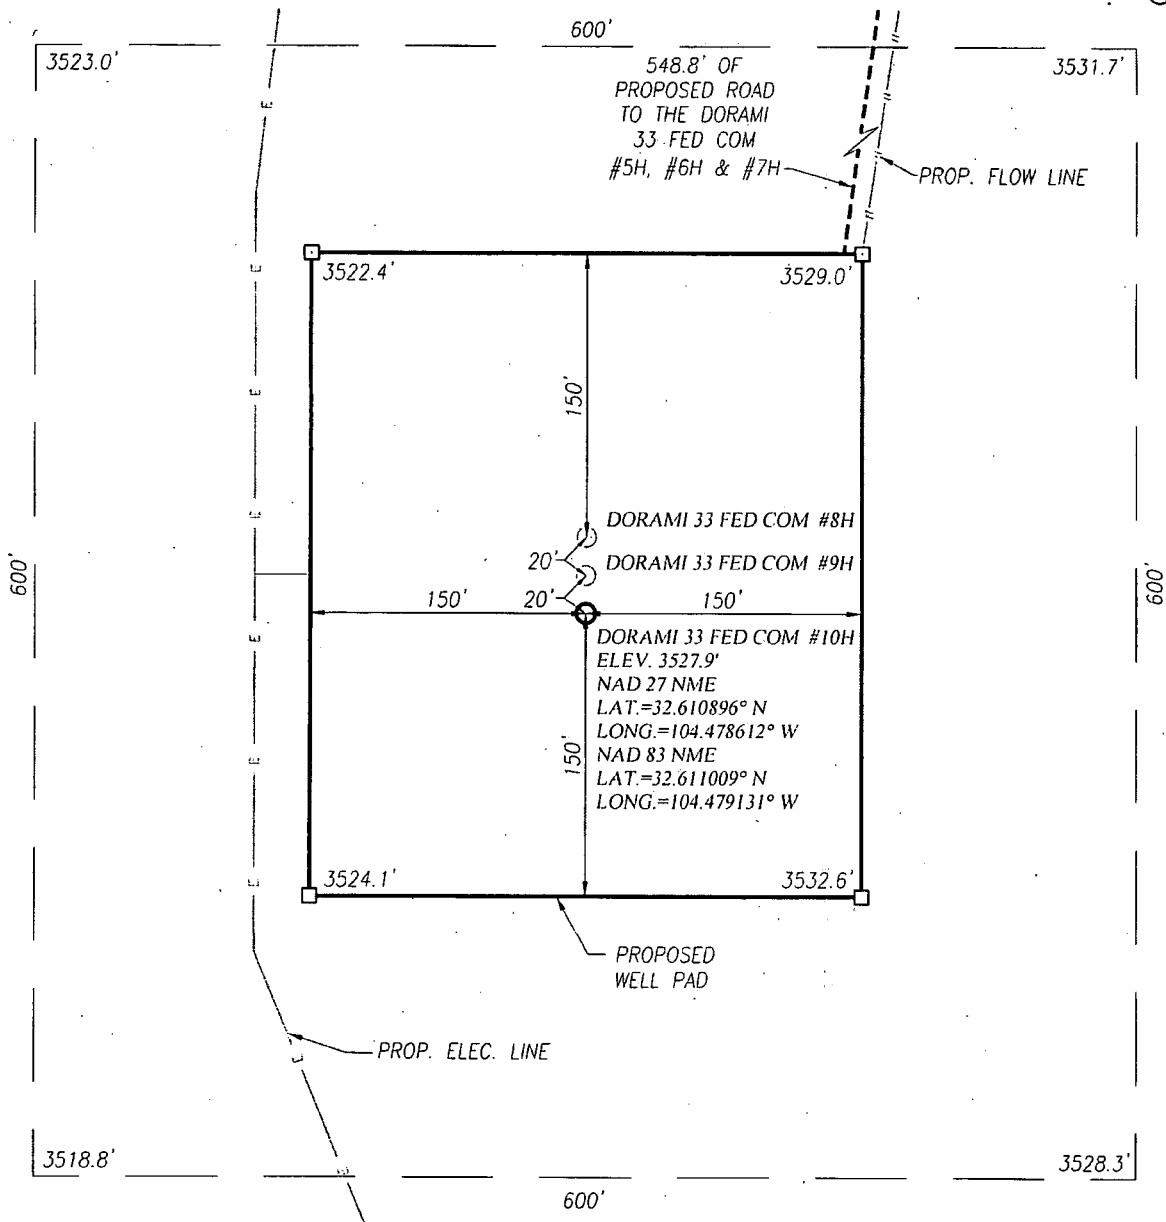 600'
3523.0'
3531.7'
548.8' OF
PROPOSED ROAD
TO THE DORAMI
33 FED COM
#5H, #6H & #7H
PROP. FLOW LINE
3522.4'
3529.0'
150'
DORAMI 33 FED COM #8H
20'
DORAMI 33 FED COM #9H
600'
600'
150'
20'
150'
DORAMI 33 FED COM #10H
ELEV. 3527.9'
NAD 27 NME
LAT.=32.610896° N
LONG.=104.478612° W
150'
NAD 83 NME
LAT.=32.611009° N
LONG.=104.479131° W
3524.1'
3532.6'
PROPOSED
WELL PAD
PROP. ELEC. LINE
3518.8'
3528.3'
600'